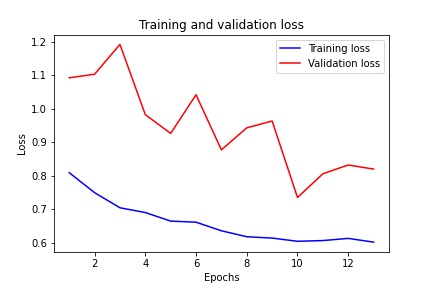 Training and validation loss
Training loss
Validation loss
1.2
1.1
1.0
0.9
0.8
0.7
0.6
Loss
2 4 6 8 10 12
Epochs